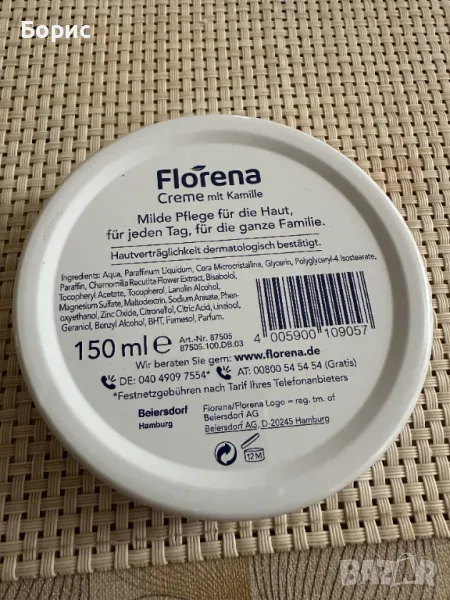 Борис
Florena
Creme mit Kamille
Milde Pflege für die Haut,
für jeden Tag, für die ganze Familie.
Hautverträglichkeit dermatologisch bestätigt.
Ingredients: Aqua, Paraffinum Liquidum, Cera Microcristallina, Glycerin, Polyglyceryl-4 Isostearate,
Paraffin, Chamomilla Recutita Flower Extract, Bisabolol,
Tocopheryl Acetate, Tocopherol, Lanolin Alcohol,
Magnesium Sulfate, Maltodextrin, Sodium Ansate, Phen-
oxyethanol, Zinc Oxide, Citronellol, Citric Acid, Linalool,
Geraniol, Benzyl Alcohol, BHT, Farnesol, Parfum.
4 005900 109057
150 ml e
Art.-Nr. 87505
87505.100.DB.03
Wir beraten Sie gern: www.florena.de
DE: 040 4909 7554* AT: 00800 54 54 54 (Gratis)
*Festnetzgebühren nach Tarif Ihres Telefonanbieters
Beiersdorf
Hamburg
Florena/Florena Logo = reg. tm. of
Beiersdorf AG
Beiersdorf AG, D-20245 Hamburg
12M
BAZAR